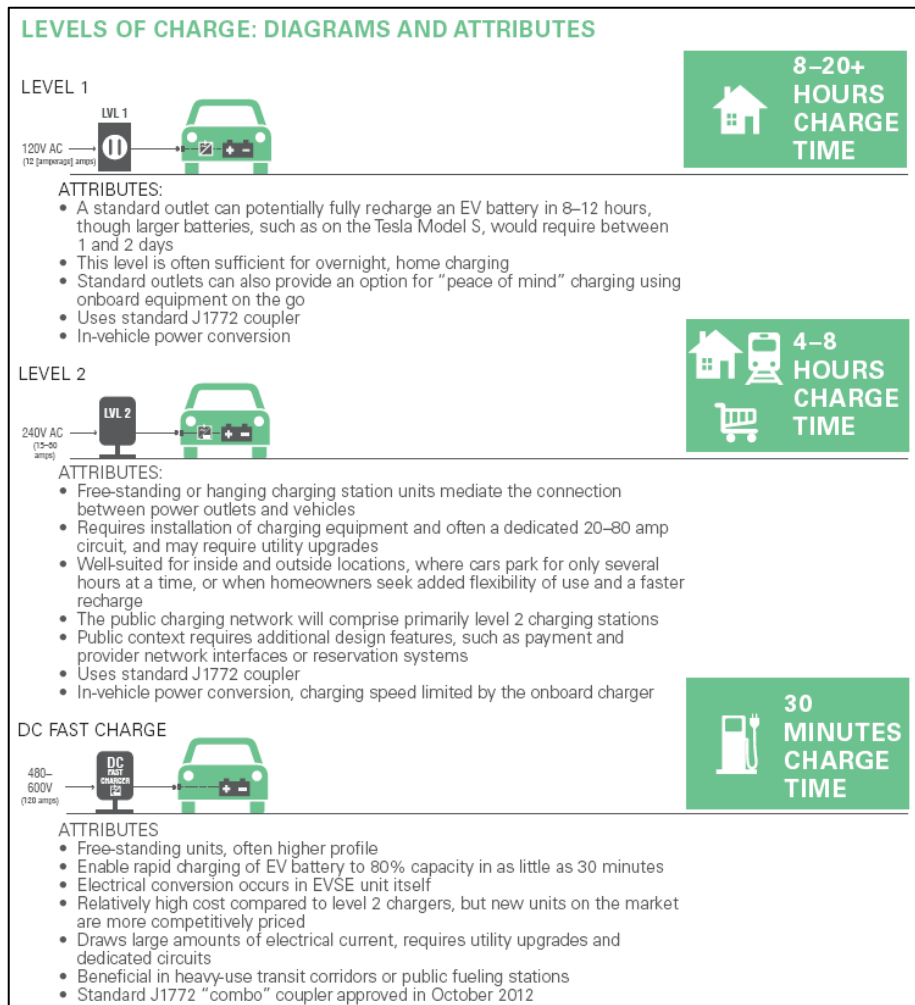 LEVELS OF CHARGE: DIAGRAMS AND ATTRIBUTES
8–20+
HOURS
CHARGE
TIME
LEVEL 1
LVL 1
120V AC
(12 [amperage] amps)
ATTRIBUTES:
• A standard outlet can potentially fully recharge an EV battery in 8–12 hours,
though larger batteries, such as on the Tesla Model S, would require between
1 and 2 days
• This level is often sufficient for overnight, home charging
• Standard outlets can also provide an option for “peace of mind” charging using
onboard equipment on the go
• Uses standard J1772 coupler
• In-vehicle power conversion
4–8
HOURS
CHARGE
TIME
LEVEL 2
LVL 2
240V AC
(15–80
amps)
ATTRIBUTES:
• Free-standing or hanging charging station units mediate the connection
between power outlets and vehicles
• Requires installation of charging equipment and often a dedicated 20–80 amp
circuit, and may require utility upgrades
• Well-suited for inside and outside locations, where cars park for only several
hours at a time, or when homeowners seek added flexibility of use and a faster
recharge
• The public charging network will comprise primarily level 2 charging stations
• Public context requires additional design features, such as payment and
provider network interfaces or reservation systems
• Uses standard J1772 coupler
• In-vehicle power conversion, charging speed limited by the onboard charger
30
MINUTES
CHARGE
TIME
DC FAST CHARGE
DC
FAST
CHARGER
480–
600V
(120 amps)
ATTRIBUTES
• Free-standing units, often higher profile
• Enable rapid charging of EV battery to 80% capacity in as little as 30 minutes
• Electrical conversion occurs in EVSE unit itself
• Relatively high cost compared to level 2 chargers, but new units on the market
are more competitively priced
• Draws large amounts of electrical current, requires utility upgrades and
dedicated circuits
• Beneficial in heavy-use transit corridors or public fueling stations
• Standard J1772 “combo” coupler approved in October 2012